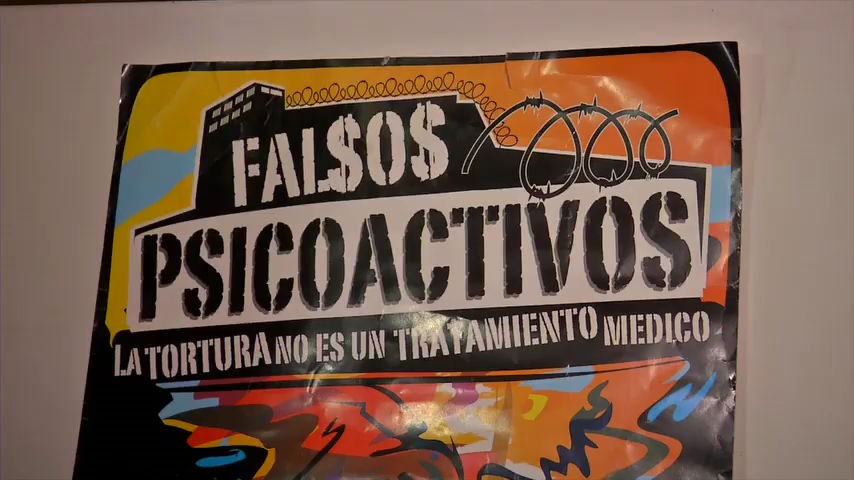 FAL$O$
PSICOACTIVOS
LA TORTURA NO ES UN TRATAMIENTO MEDICO